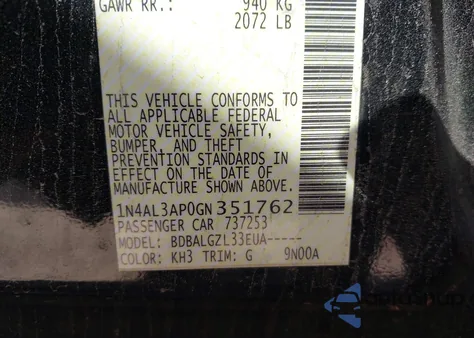 GAWR RR.: 940 KG
2072 LB
THIS VEHICLE CONFORMS TO
ALL APPLICABLE FEDERAL
MOTOR VEHICLE SAFETY,
BUMPER, AND THEFT
PREVENTION STANDARDS IN
EFFECT ON THE DATE OF
MANUFACTURE SHOWN ABOVE.
1N4AL3AP0GN351762
PASSENGER CAR 737253
MODEL: BDBALGZL33EUA-----
COLOR: KH3 TRIM: G 9N00A